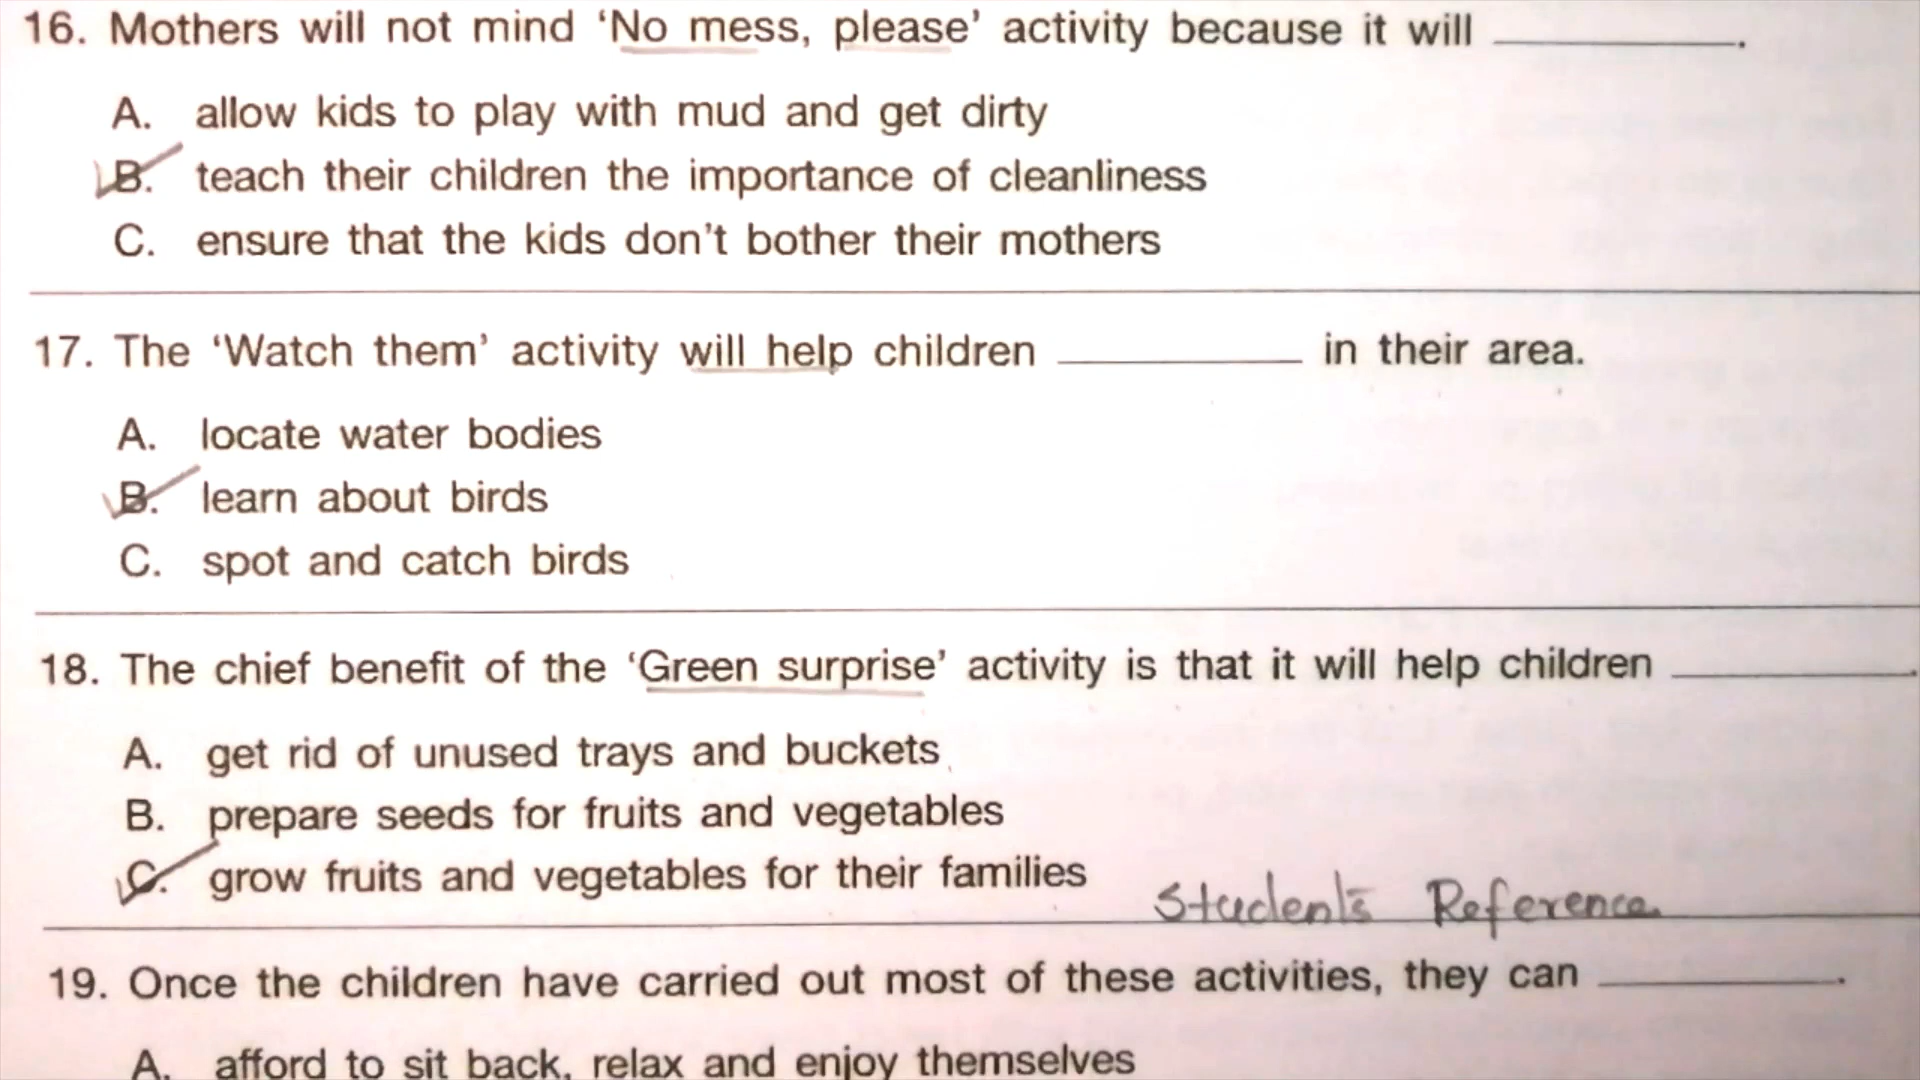 16. Mothers will not mind ‘No mess, please’ activity because it will ________.
A. allow kids to play with mud and get dirty
B. teach their children the importance of cleanliness
C. ensure that the kids don’t bother their mothers
17. The ‘Watch them’ activity will help children ________ in their area.
A. locate water bodies
B. learn about birds
C. spot and catch birds
18. The chief benefit of the ‘Green surprise’ activity is that it will help children ________.
A. get rid of unused trays and buckets
B. prepare seeds for fruits and vegetables
C. grow fruits and vegetables for their families
Student's Reference
19. Once the children have carried out most of these activities, they can ________.
A. afford to sit back, relax and enjoy themselves